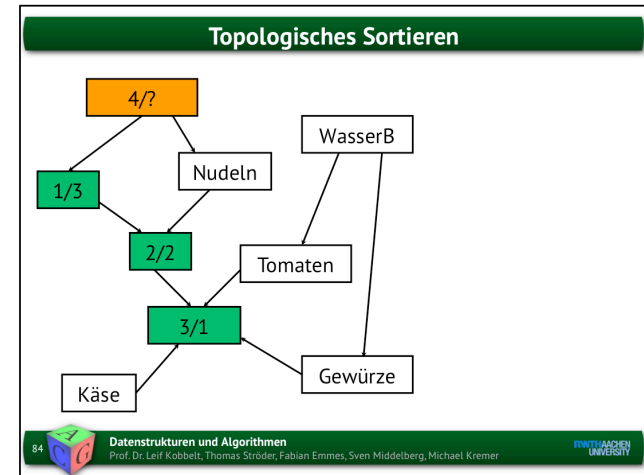 Topologisches Sortieren
4/?
WasserB
Nudeln
1/3
2/2
Tomaten
3/1
Gewürze
Käse
84
A
C
G
Datenstrukturen und Algorithmen
Prof. Dr. Leif Kobbelt, Thomas Ströder, Fabian Emmes, Sven Middelberg, Michael Kremer
RWTHAACHEN
UNIVERSITY